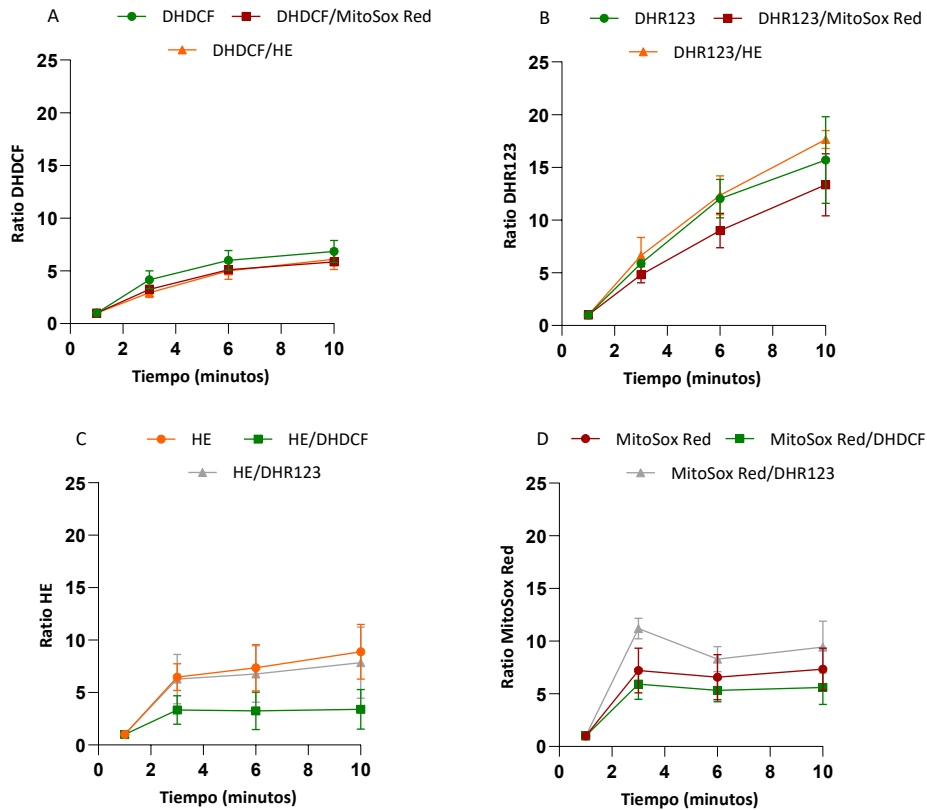 A
DHDCF
DHDCF/MitoSox Red
DHDCF/HE
25
20
15
10
5
0
Ratio DHDCF
0 2 4 6 8 10
Tiempo (minutos)
B
DHR123
DHR123/MitoSox Red
DHR123/HE
25
20
15
10
5
0
Ratio DHR123
0 2 4 6 8 10
Tiempo (minutos)
C
HE
HE/DHDCF
HE/DHR123
25
20
15
10
5
0
Ratio HE
0 2 4 6 8 10
Tiempo (minutos)
D
MitoSox Red
MitoSox Red/DHDCF
MitoSox Red/DHR123
25
20
15
10
5
0
Ratio MitoSox Red
0 2 4 6 8 10
Tiempo (minutos)